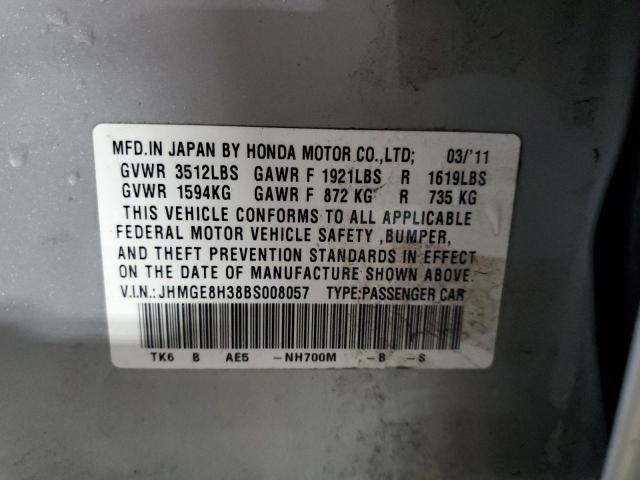 MFD.IN JAPAN BY HONDA MOTOR CO.,LTD; 03/'11
GVWR 3512LBS GAWR F 1921LBS R 1619LBS
GVWR 1594KG GAWR F 872 KG R 735 KG
THIS VEHICLE CONFORMS TO ALL APPLICABLE
FEDERAL MOTOR VEHICLE SAFETY ,BUMPER,
AND THEFT PREVENTION STANDARDS IN EFFECT
ON THE DATE OF MANUFACTURE SHOWN ABOVE.
V.I.N.:JHMGE8H38BS008057 TYPE:PASSENGER CAR
TK6 B AE5 -NH700M -B -S